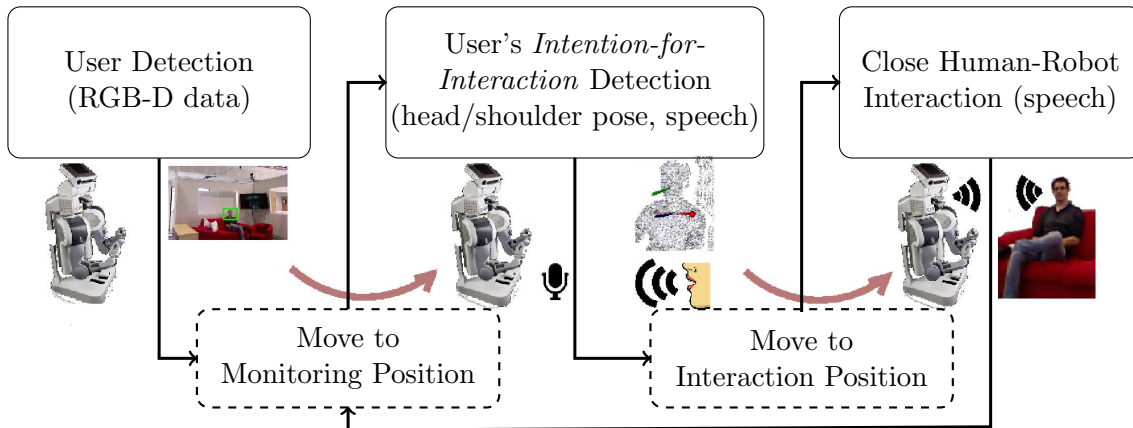 User Detection
(RGB-D data)
User's Intention-for-
Interaction Detection
(head/shoulder pose, speech)
Close Human-Robot
Interaction (speech)
Move to
Monitoring Position
Move to
Interaction Position